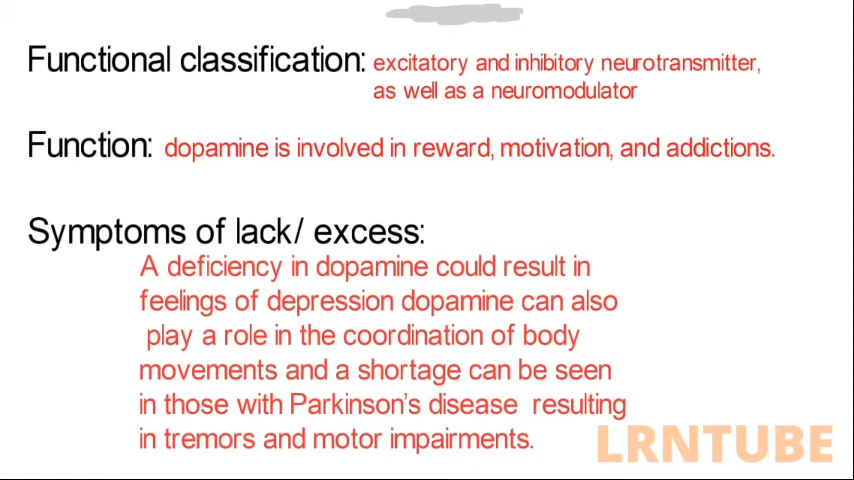 Functional classification: excitatory and inhibitory neurotransmitter,
as well as a neuromodulator
Function: dopamine is involved in reward, motivation, and addictions.
Symptoms of lack/ excess:
A deficiency in dopamine could result in
feelings of depression dopamine can also
play a role in the coordination of body
movements and a shortage can be seen
in those with Parkinson's disease resulting
in tremors and motor impairments.
LRNTUBE